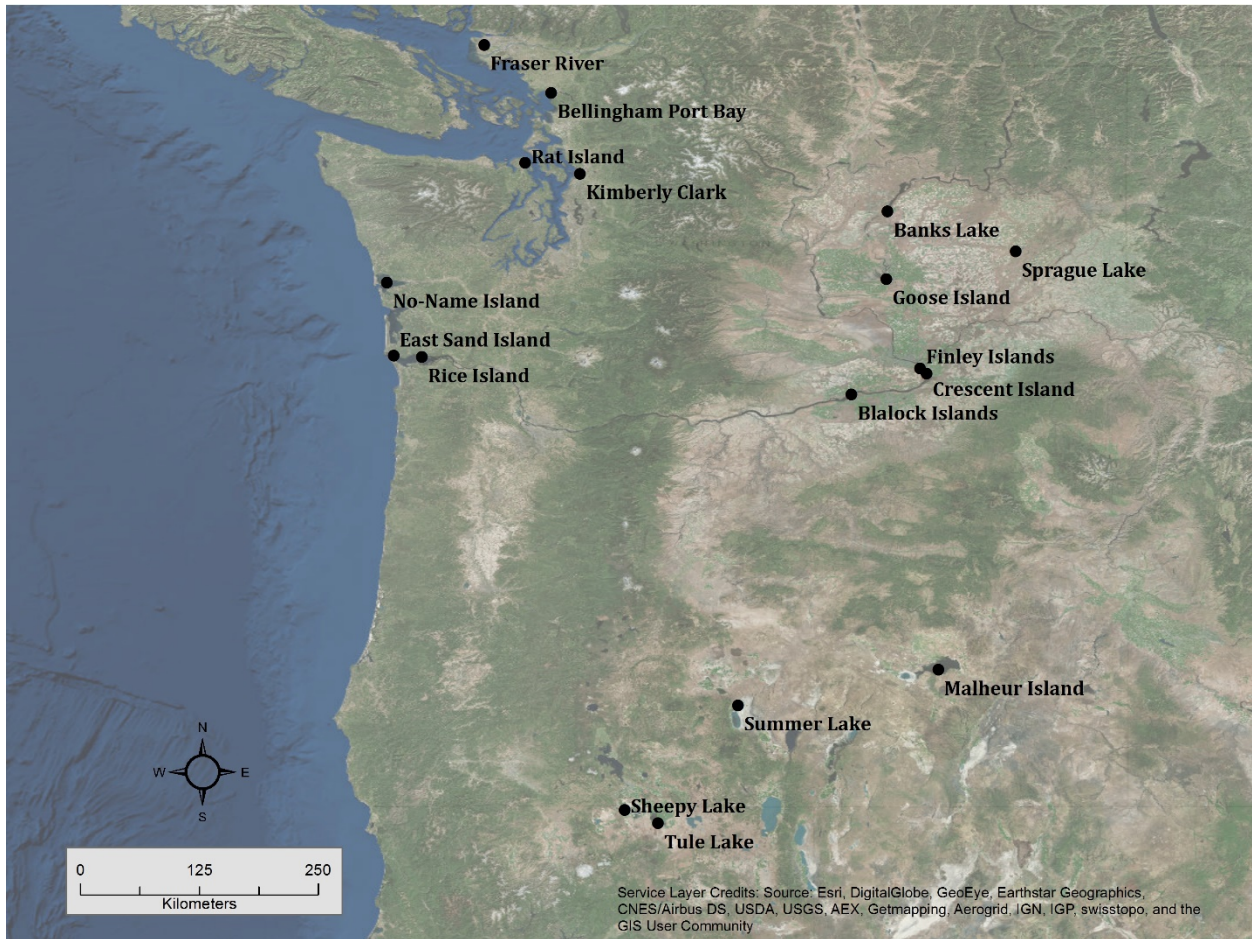 Fraser River
Bellingham Port Bay
Rat Island
Kimberly Clark
Banks Lake
Sprague Lake
No-Name Island
Goose Island
East Sand Island
Rice Island
Finley Islands
Crescent Island
Blalock Islands
Malheur Island
Summer Lake
N
W E
S
Sheepy Lake
Tule Lake
0 125 250
Kilometers
Service Layer Credits: Source: Esri, DigitalGlobe, GeoEye, Earthstar Geographics,
CNES/Airbus DS, USDA, USGS, AEX, Getmapping, Aerogrid, IGN, IGP, swisstopo, and the
GIS User Community